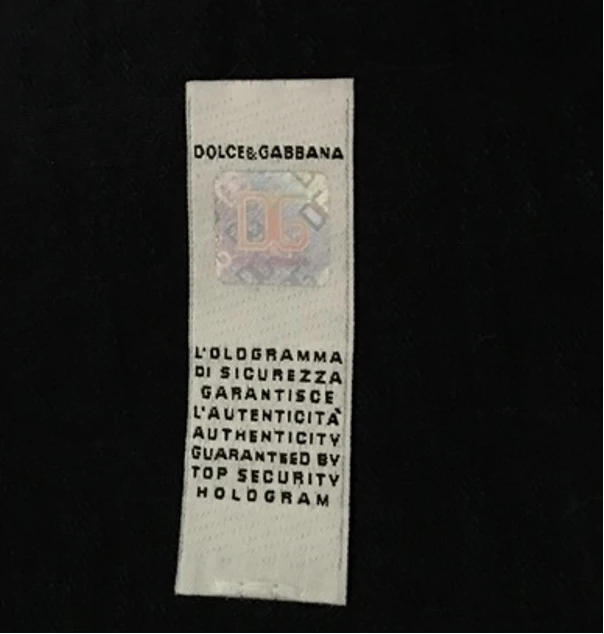 DOLCE&GABBANA
DG
L'OLOGRAMMA
DI SICUREZZA
GARANTISCE
L'AUTENTICITÀ
AUTHENTICITY
GUARANTEED BY
TOP SECURITY
HOLOGRAM